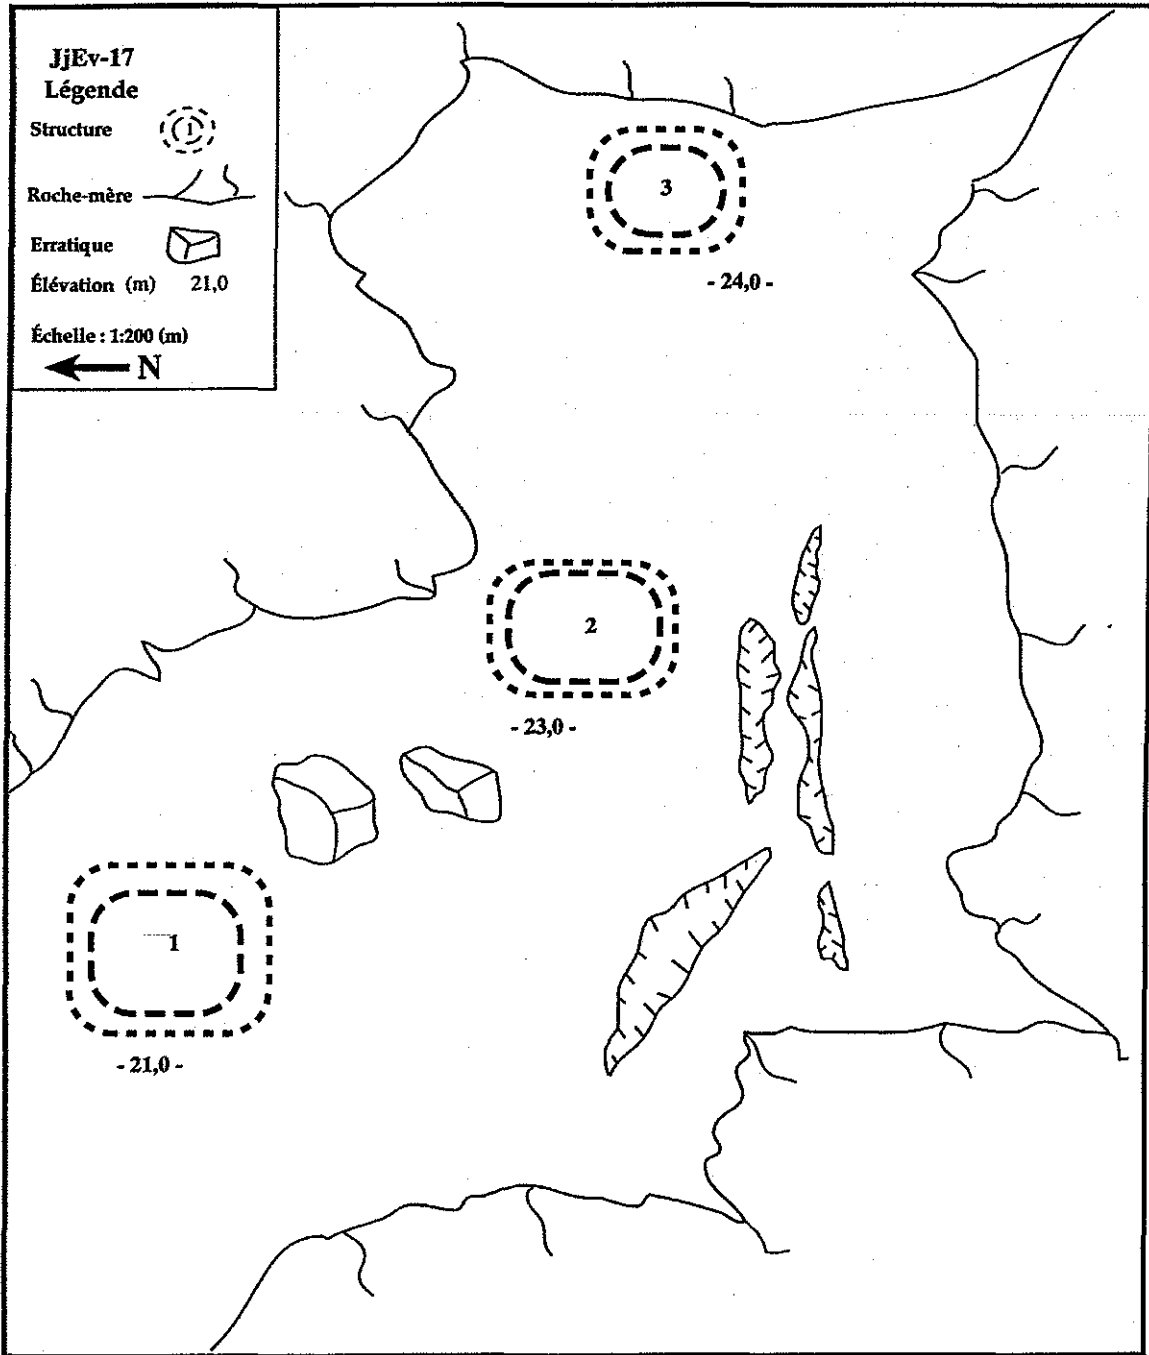 JjEv-17
Légende
Structure 1
Roche-mère
Erratique
Élévation (m) 21,0
Échelle : 1:200 (m)
N
3
- 24,0 -
2
- 23,0 -
1
- 21,0 -